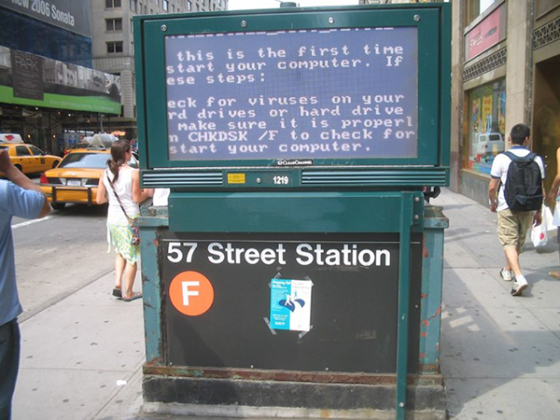 new 2006 Sonata
this is the first time
start your computer. If
ese steps:
eck for viruses on your
rd drives or hard drive
Make sure it is properl
n CHKDSK /F to check for
start your computer.
CLEARCHANNEL
1219
57 Street Station
F